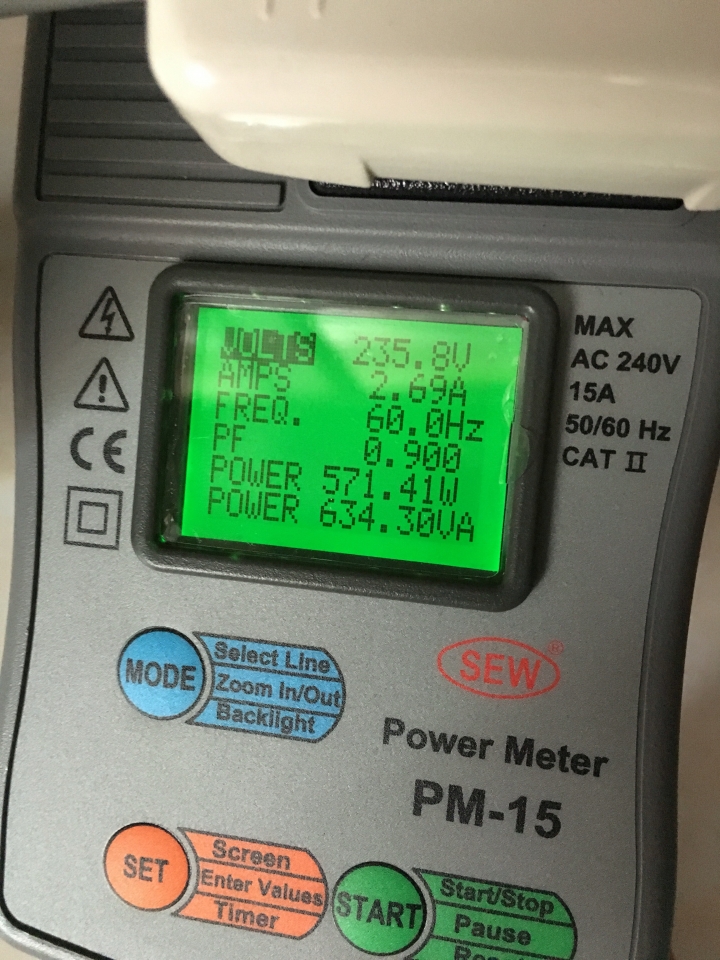 VOLTS 235.8V
AMPS 2.69A
FREQ. 60.0Hz
PF 0.900
POWER 571.41W
POWER 634.30VA
MAX
AC 240V
15A
50/60 Hz
CAT II
CE
MODE
Select Line
Zoom In/Out
Backlight
SEW®
Power Meter
PM-15
SET
Screen
Enter Values
Timer
START
Start/Stop
Pause